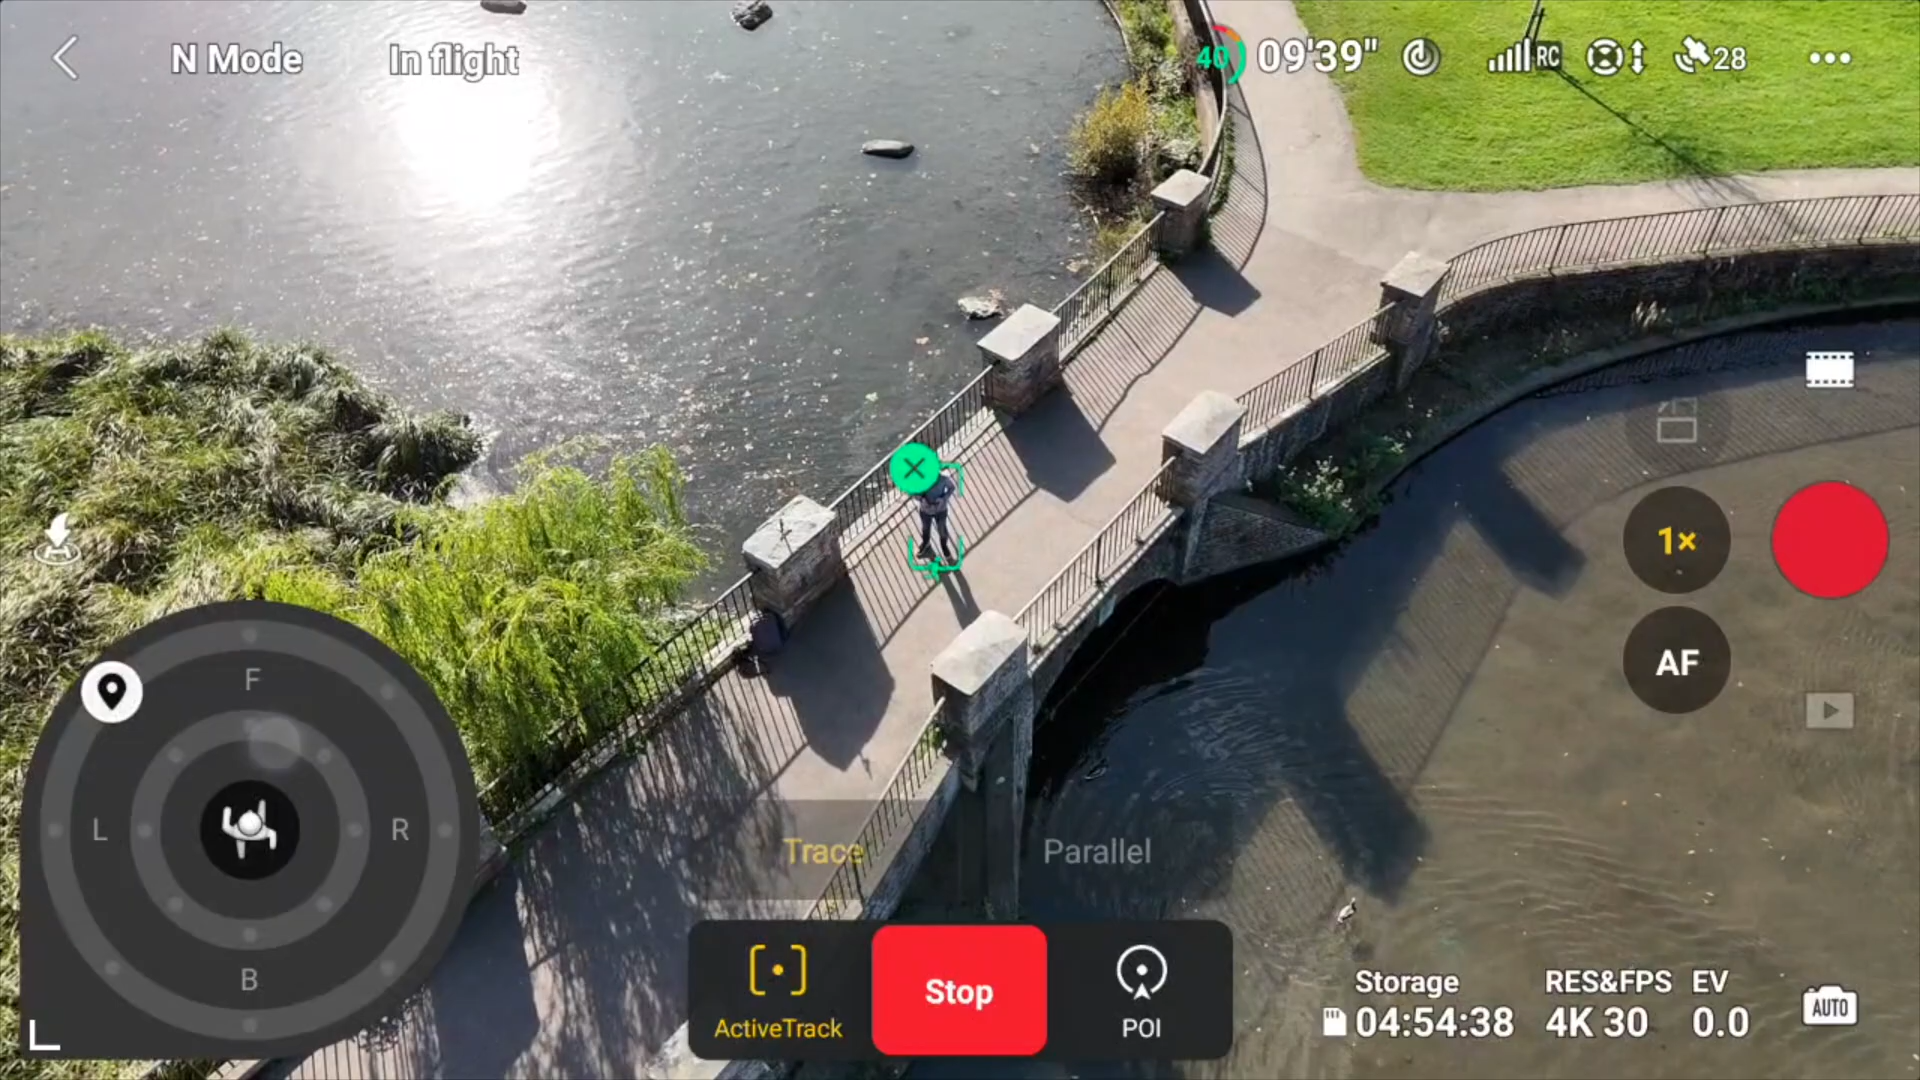 N Mode
In flight
40
09'39"
RC
28
1×
AF
F
L
R
B
Trace
Parallel
ActiveTrack
Stop
POI
Storage
04:54:38
RES&FPS
4K 30
EV
0.0
AUTO